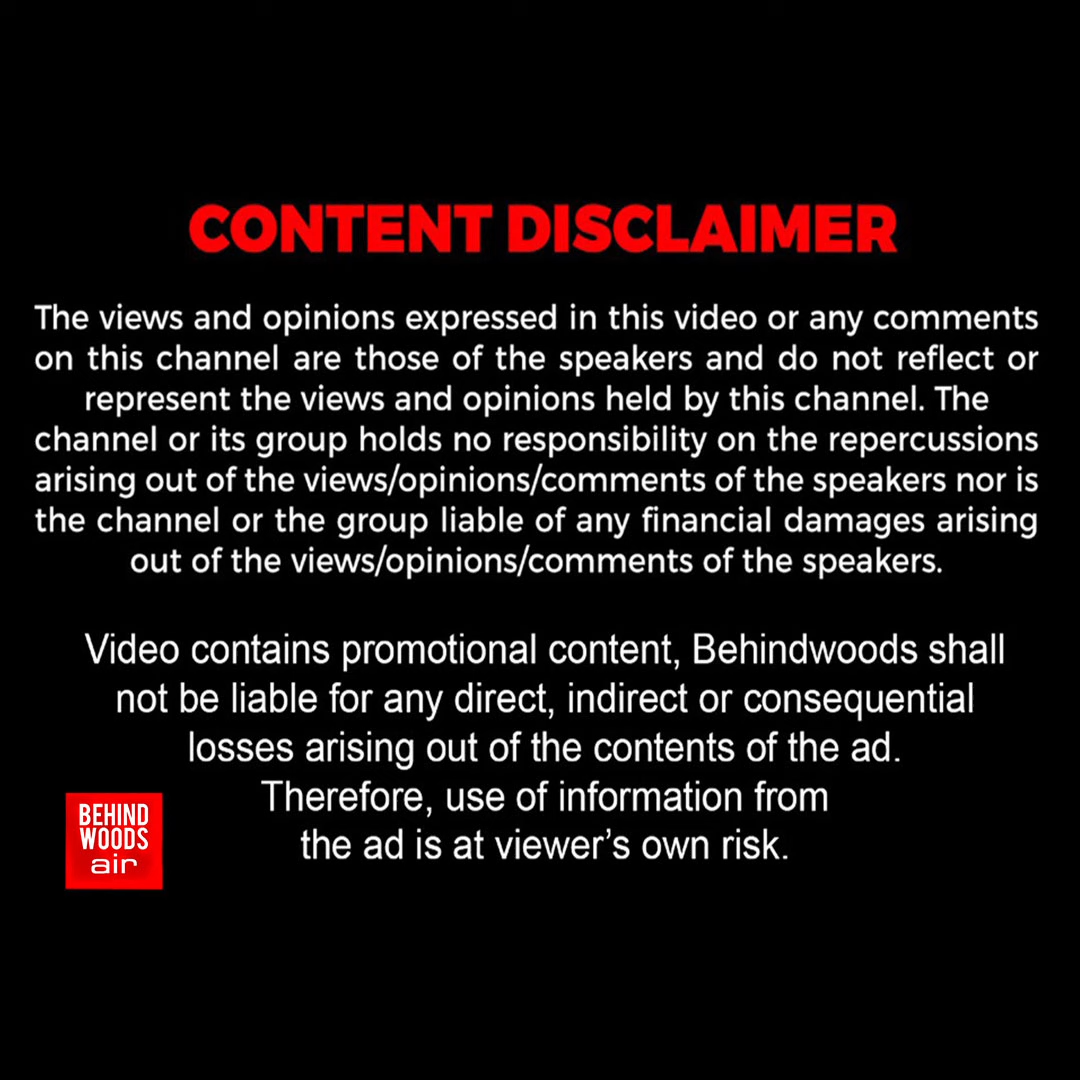 CONTENT DISCLAIMER
The views and opinions expressed in this video or any comments
on this channel are those of the speakers and do not reflect or
represent the views and opinions held by this channel. The
channel or its group holds no responsibility on the repercussions
arising out of the views/opinions/comments of the speakers nor is
the channel or the group liable of any financial damages arising
out of the views/opinions/comments of the speakers.
Video contains promotional content, Behindwoods shall
not be liable for any direct, indirect or consequential
losses arising out of the contents of the ad.
Therefore, use of information from
the ad is at viewer’s own risk.
BEHIND
WOODS
air